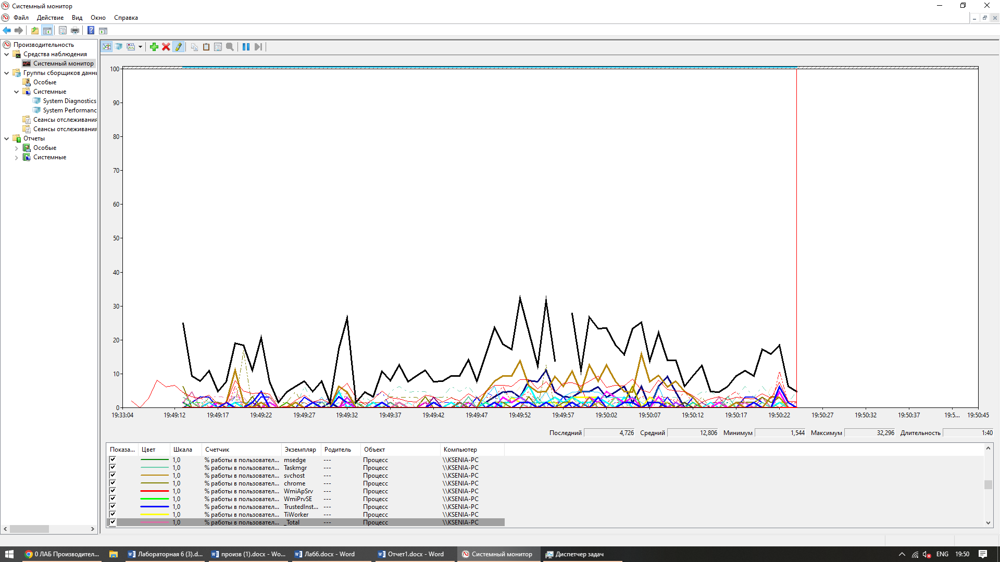 Системный монитор
Файл Действие Вид Окно Справка
Производительность
Средства наблюдения
Системный монитор
Группы сборщиков даннь
Особые
Системные
System Diagnostics
System Performanc
Сеансы отслеживания
Сеансы отслеживания
Отчеты
Особые
Системные
100
90
80
70
60
50
40
30
20
10
0
19:33:04 19:49:12 19:49:17 19:49:22 19:49:27 19:49:32 19:49:37 19:49:42 19:49:47 19:49:52 19:49:57 19:50:02 19:50:07 19:50:12 19:50:17 19:50:22 19:50:27 19:50:32 19:50:37 19:5... 19:50:45
Последний 4,726 Средний 12,806 Минимум 1,544 Максимум 32,296 Длительность 1:40
Показа... Цвет Шкала Счетчик Экземпляр Родитель Объект Компьютер
1,0 % работы в пользовател... msedge --- Процесс \\KSENIA-PC
1,0 % работы в пользовател... Taskmgr --- Процесс \\KSENIA-PC
1,0 % работы в пользовател... svchost --- Процесс \\KSENIA-PC
1,0 % работы в пользовател... chrome --- Процесс \\KSENIA-PC
1,0 % работы в пользовател... WmiApSrv --- Процесс \\KSENIA-PC
1,0 % работы в пользовател... WmiPrvSE --- Процесс \\KSENIA-PC
1,0 % работы в пользовател... TrustedInst... --- Процесс \\KSENIA-PC
1,0 % работы в пользовател... TiWorker --- Процесс \\KSENIA-PC
1,0 % работы в пользовател... _Total --- Процесс \\KSENIA-PC
0 ЛАБ Производител... Лабораторная 6 (3).d... произв (1).docx - Wo... Лаб6.docx - Word Отчет1.docx - Word Системный монитор Диспетчер задач ENG 19:50